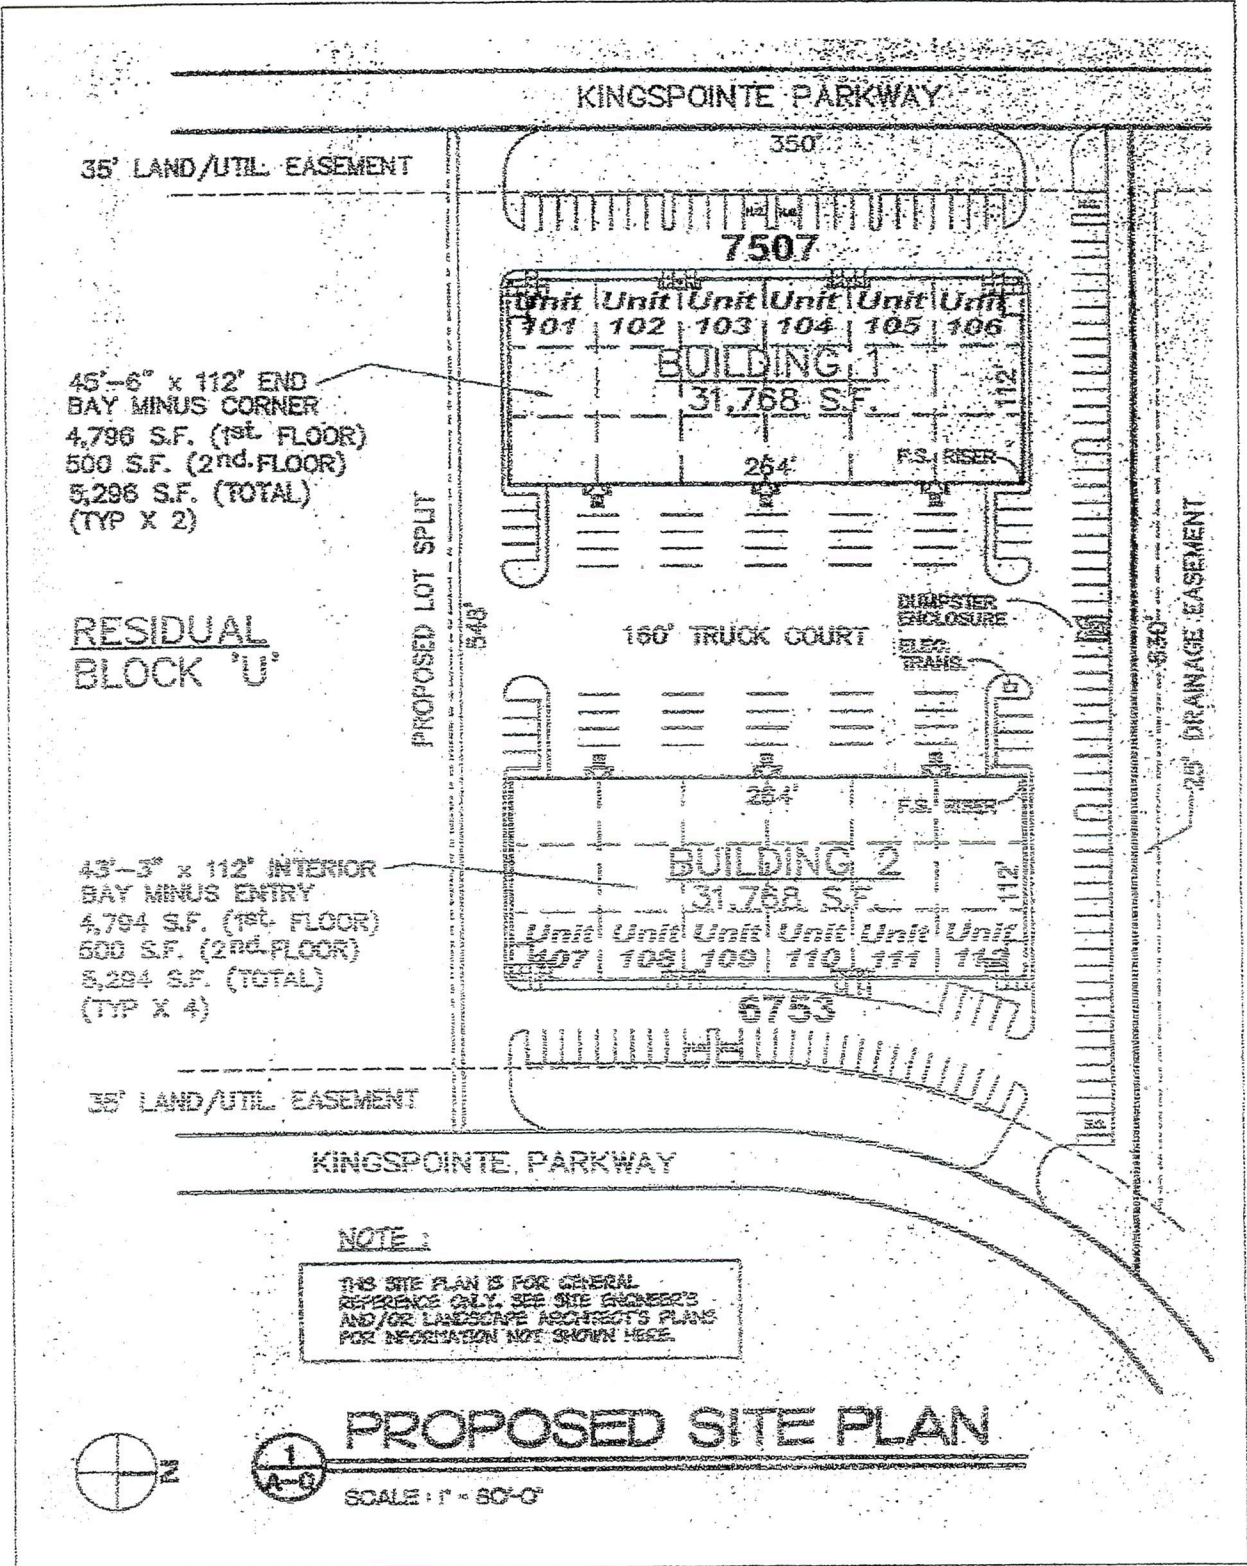 KINGSPOINTE PARKWAY
350'
35' LAND/UTIL. EASEMENT
7507
Unit Unit Unit Unit Unit Unit
101 102 103 104 105 106
BUILDING 1
31,768 S.F.
112'
264'
F.S. RISER
45'-6" x 112' END
BAY MINUS CORNER
4,796 S.F. (1st. FLOOR)
500 S.F. (2nd. FLOOR)
5,296 S.F. (TOTAL)
(TYP X 2)
PROPOSED LOT SPLIT
RESIDUAL
BLOCK 'U'
DUMPSTER
ENCLOSURE
160' TRUCK COURT
ELEC.
TRANS.
630'
25' DRAINAGE EASEMENT
264'
F.S. RISER
43'-3" x 112' INTERIOR
BAY MINUS ENTRY
4,794 S.F. (1st. FLOOR)
500 S.F. (2nd. FLOOR)
5,294 S.F. (TOTAL)
(TYP X 4)
BUILDING 2
31,768 S.F.
112'
Unit Unit Unit Unit Unit Unit
107 108 109 110 111 112
6753
35' LAND/UTIL. EASEMENT
KINGSPOINTE PARKWAY
NOTE :
THIS SITE PLAN IS FOR GENERAL
REFERENCE ONLY. SEE SITE ENGINEER'S
AND/OR LANDSCAPE ARCHITECT'S PLANS
FOR INFORMATION NOT SHOWN HERE.
N
1
A-0
PROPOSED SITE PLAN
SCALE : 1" = 80'-0"